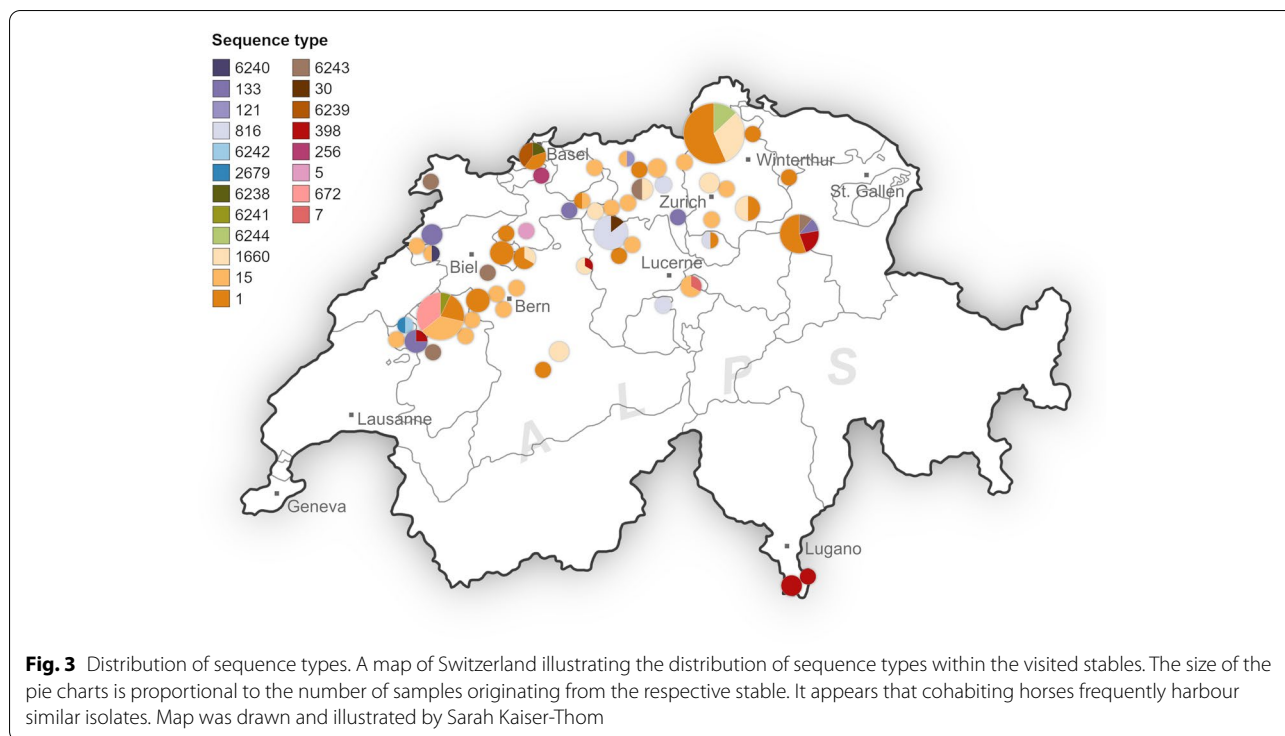 Sequence type
6240 6243
133 30
121 6239
816 398
6242 256
2679 5
6238 672
6241 7
6244
1660
15
1
Basel
Winterthur
St. Gallen
Zurich
Biel
Lucerne
Bern
A L P S
Lausanne
Geneva
Lugano
Fig. 3 Distribution of sequence types. A map of Switzerland illustrating the distribution of sequence types within the visited stables. The size of the
pie charts is proportional to the number of samples originating from the respective stable. It appears that cohabiting horses frequently harbour
similar isolates. Map was drawn and illustrated by Sarah Kaiser-Thom